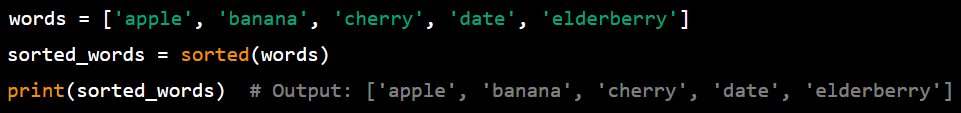 words = ['apple', 'banana', 'cherry', 'date', 'elderberry']
sorted_words = sorted(words)
print(sorted_words)  # Output: ['apple', 'banana', 'cherry', 'date', 'elderberry']